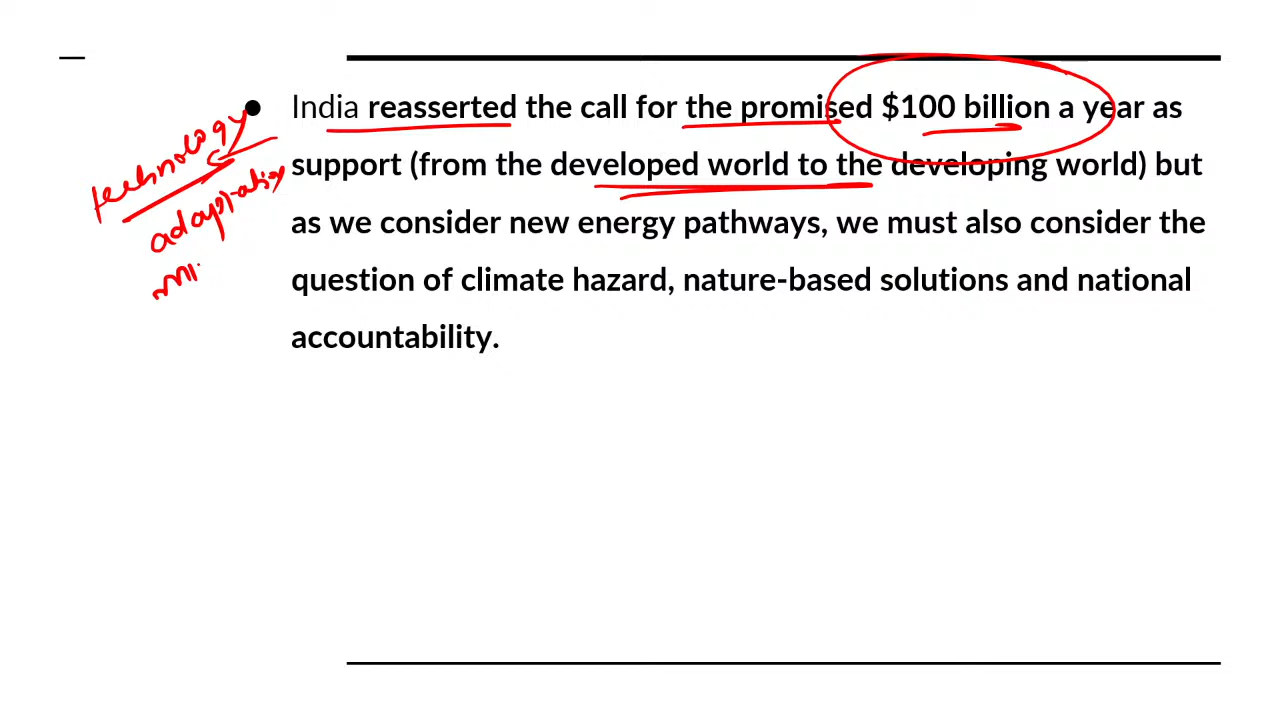 India reasserted the call for the promised $100 billion a year as
support (from the developed world to the developing world) but
as we consider new energy pathways, we must also consider the
question of climate hazard, nature-based solutions and national
accountability.
technology